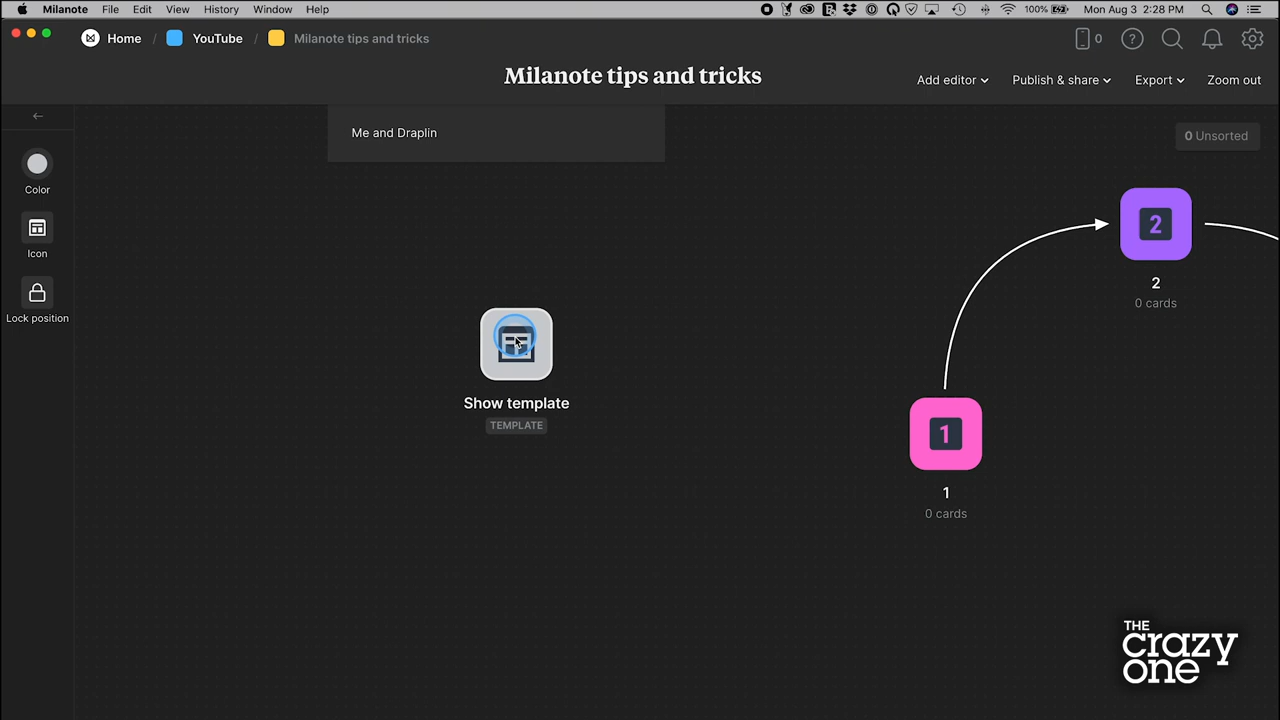 Milanote File Edit View History Window Help 100% Mon Aug 3 2:28 PM
Home / YouTube / Milanote tips and tricks 0
Milanote tips and tricks
Add editor Publish & share Export Zoom out
Me and Draplin
0 Unsorted
Color
Icon
Lock position
Show template
TEMPLATE
2
2
0 cards
1
1
0 cards
THE
crazy
one